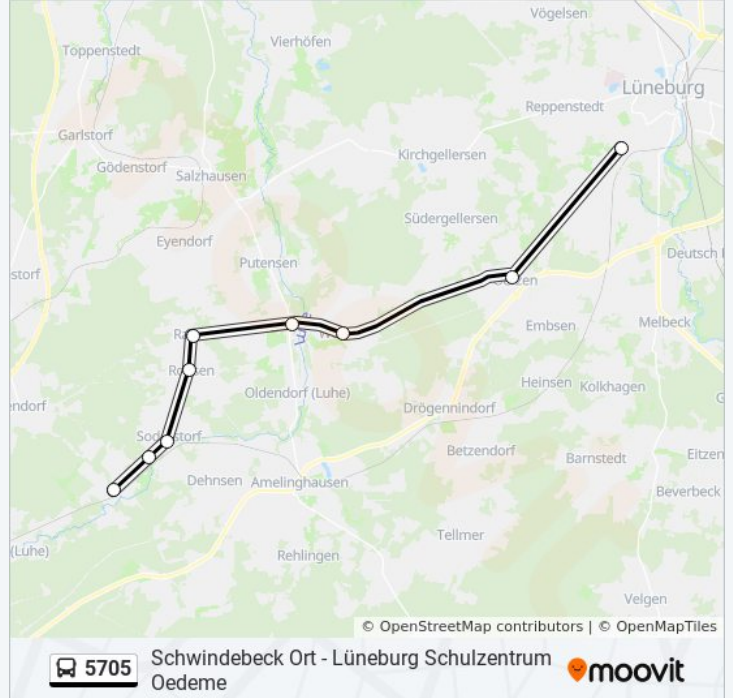 Vögelsen
Vierhöfen
Toppenstedt
Lüneburg
Reppenstedt
Garlstorf
Kirchgellersen
Gödenstorf
Salzhausen
Südergellersen
Eyendorf
Putensen
Deutsch
storf
Embsen
Melbeck
Heinsen
Kolkhagen
Oldendorf (Luhe)
ndorf
Drögennindorf
Betzendorf
Barnstedt
Eitzen
Dehnsen
Amelinghausen
Beverbeck
Tellmer
(Luhe)
Rehlingen
Velgen
© OpenStreetMap contributors | © OpenMapTiles
5705
Schwindebeck Ort - Lüneburg Schulzentrum
Oedeme
moovit